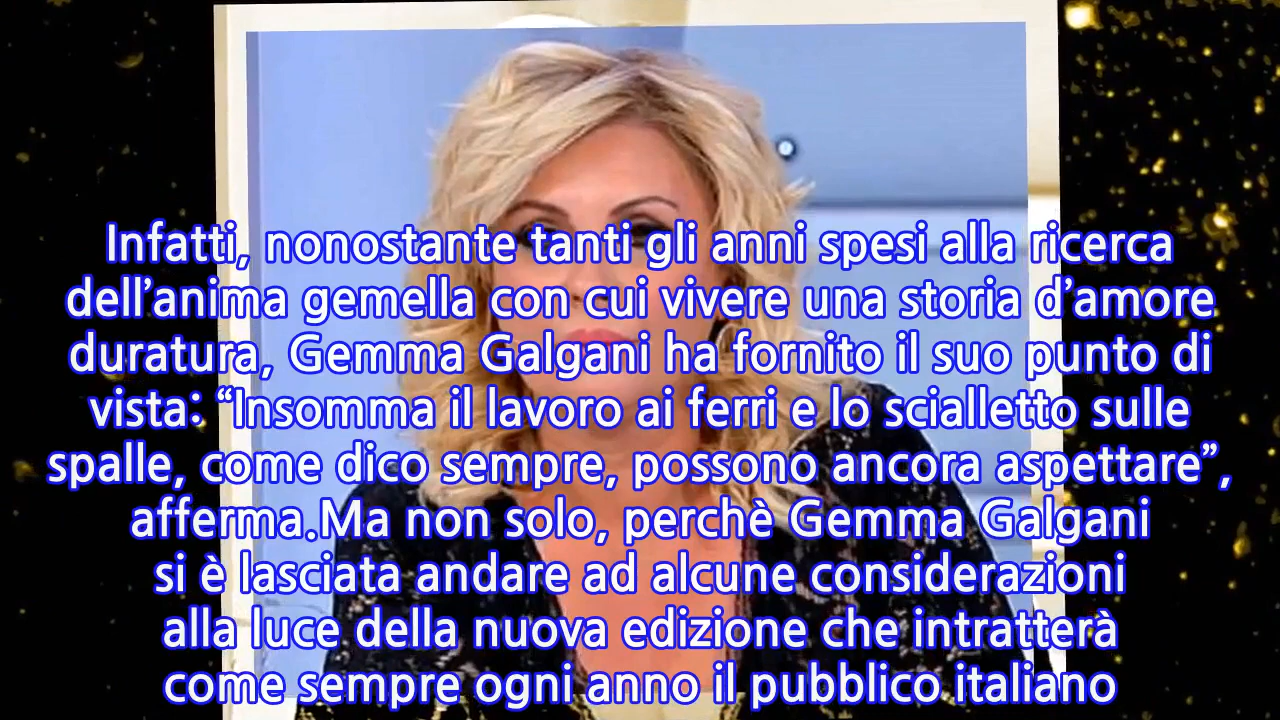 Infatti, nonostante tanti gli anni spesi alla ricerca
dell’anima gemella con cui vivere una storia d’amore
duratura, Gemma Galgani ha fornito il suo punto di
vista: “Insomma il lavoro ai ferri e lo scialletto sulle
spalle, come dico sempre, possono ancora aspettare”,
afferma.Ma non solo, perchè Gemma Galgani
si è lasciata andare ad alcune considerazioni
alla luce della nuova edizione che intratterà
come sempre ogni anno il pubblico italiano